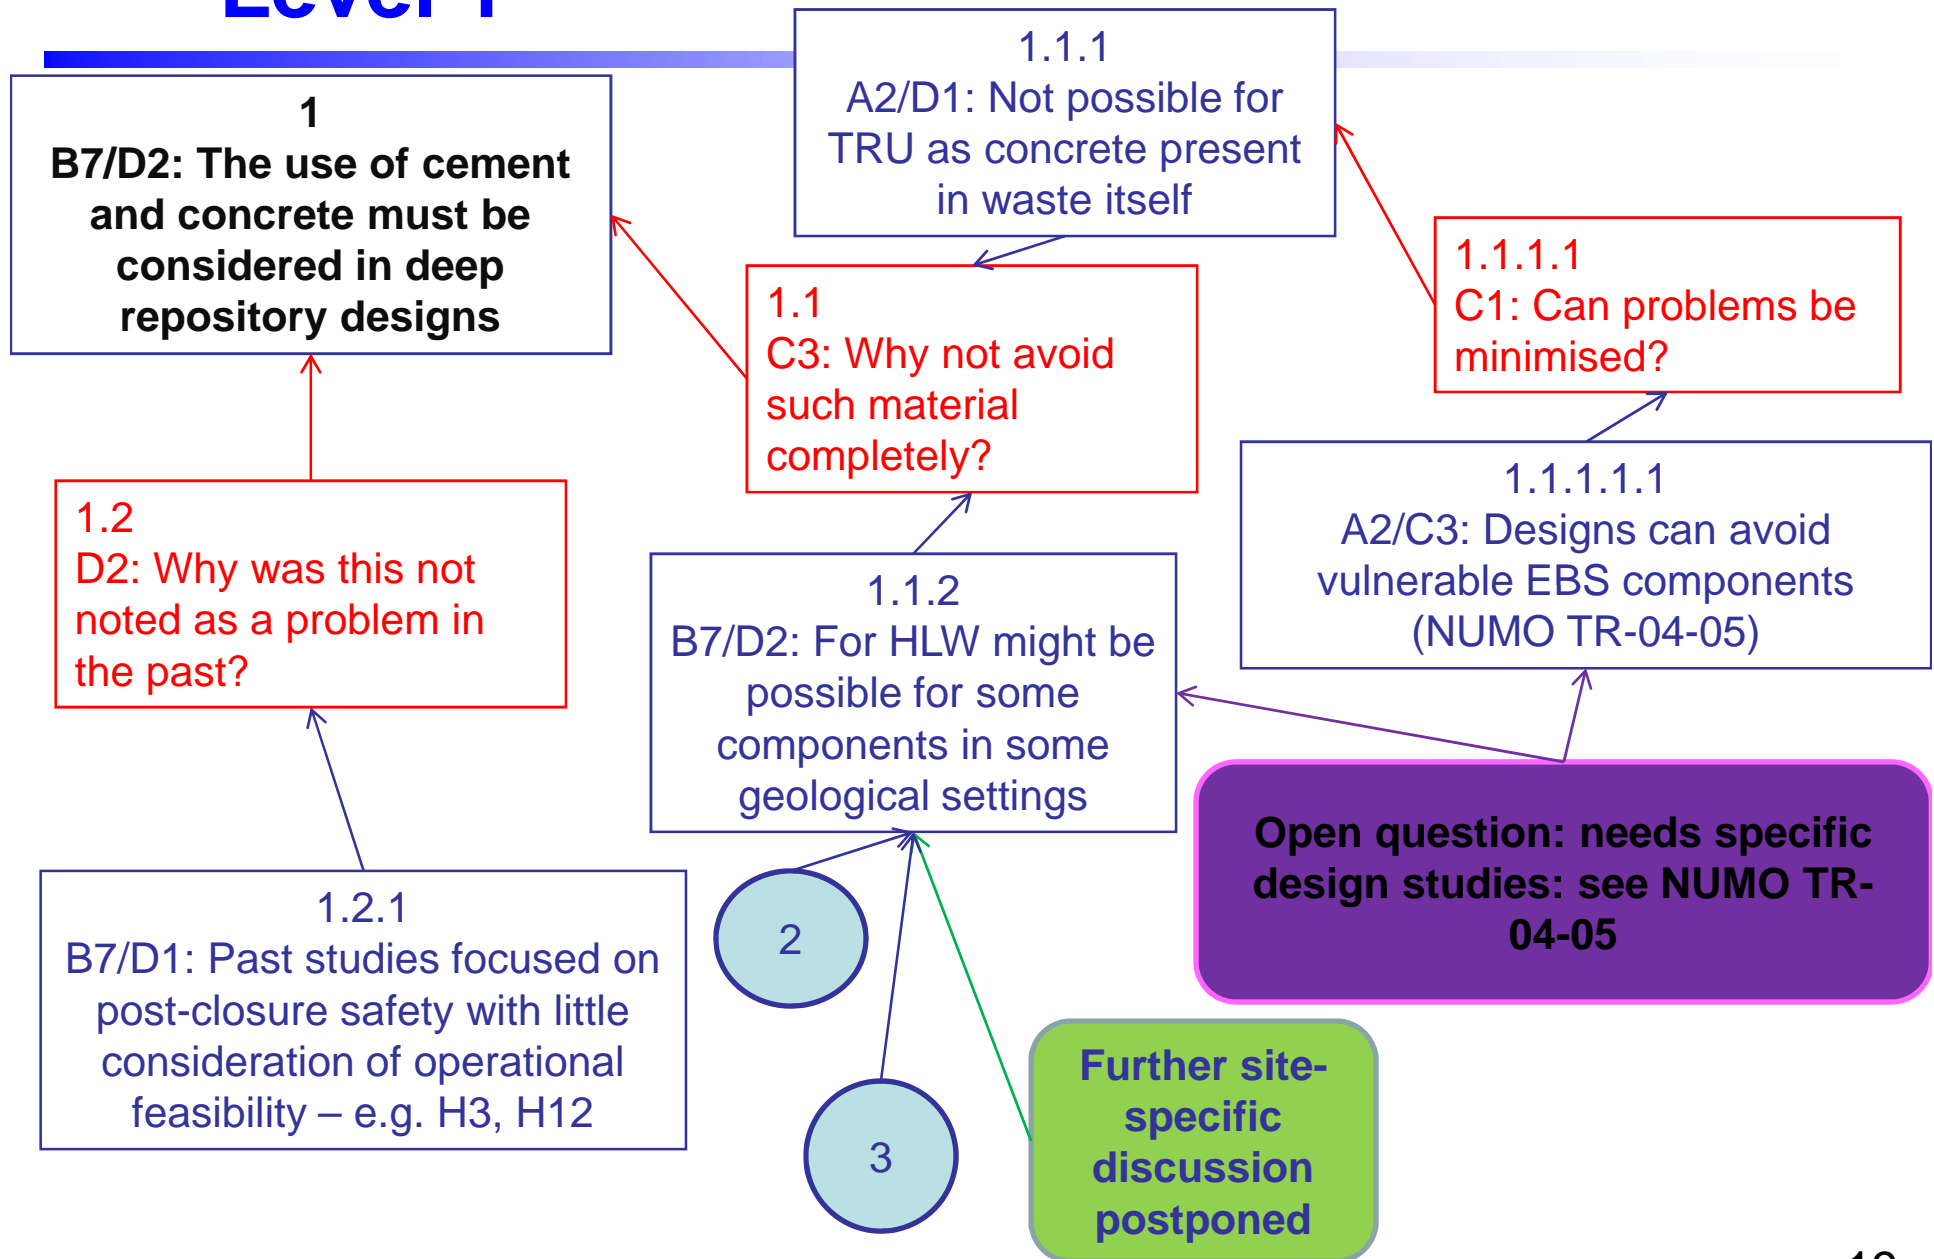 Level 1
1
B7/D2: The use of cement
and concrete must be
considered in deep
repository designs
1.1.1
A2/D1: Not possible for
TRU as concrete present
in waste itself
1.1
C3: Why not avoid
such material
completely?
1.1.1.1
C1: Can problems be
minimised?
1.2
D2: Why was this not
noted as a problem in
the past?
1.1.2
B7/D2: For HLW might be
possible for some
components in some
geological settings
1.1.1.1.1
A2/C3: Designs can avoid
vulnerable EBS components
(NUMO TR-04-05)
Open question: needs specific
design studies: see NUMO TR-
04-05
1.2.1
B7/D1: Past studies focused on
post-closure safety with little
consideration of operational
feasibility – e.g. H3, H12
2
3
Further site-
specific
discussion
postponed